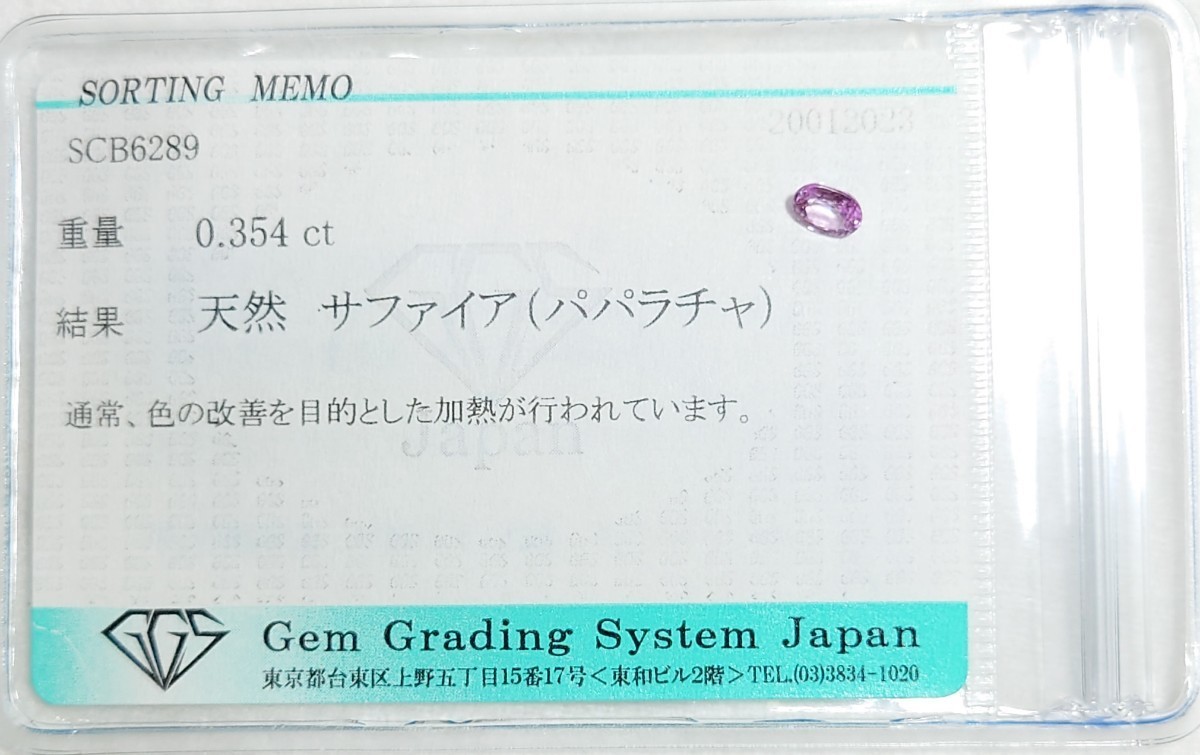 SORTING MEMO
20012023
SCB6289
重量 0.354 ct
結果 天然 サファイア(パパラチャ)
通常、色の改善を目的とした加熱が行われています。
Japan
GGS Gem Grading System Japan
東京都台東区上野五丁目15番17号<東和ビル2階>TEL.(03)3834-1020